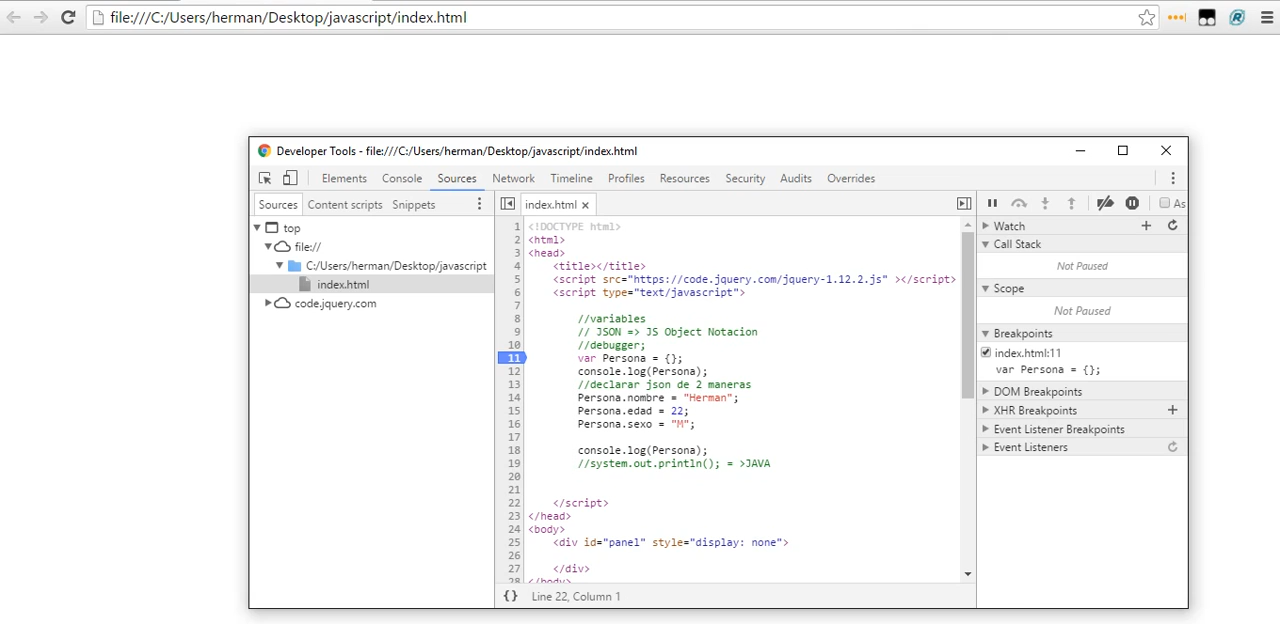 file:///C:/Users/herman/Desktop/javascript/index.html
Developer Tools - file:///C:/Users/herman/Desktop/javascript/index.html
Elements Console Sources Network Timeline Profiles Resources Security Audits Overrides
Sources Content scripts Snippets
top
file://
C:/Users/herman/Desktop/javascript
index.html
code.jquery.com
index.html
1 <!DOCTYPE html>
2 <html>
3 <head>
4 <title></title>
5 <script src="https://code.jquery.com/jquery-1.12.2.js" ></script>
6 <script type="text/javascript">
7
8 //variables
9 // JSON => JS Object Notacion
10 //debugger;
11 var Persona = {};
12 console.log(Persona);
13 //declarar json de 2 maneras
14 Persona.nombre = "Herman";
15 Persona.edad = 22;
16 Persona.sexo = "M";
17
18 console.log(Persona);
19 //system.out.println(); = >JAVA
20
21
22 </script>
23 </head>
24 <body>
25 <div id="panel" style="display: none">
26
27 </div>
28 </body>
{} Line 22, Column 1
As
Watch
Call Stack
Not Paused
Scope
Not Paused
Breakpoints
index.html:11
var Persona = {};
DOM Breakpoints
XHR Breakpoints
Event Listener Breakpoints
Event Listeners